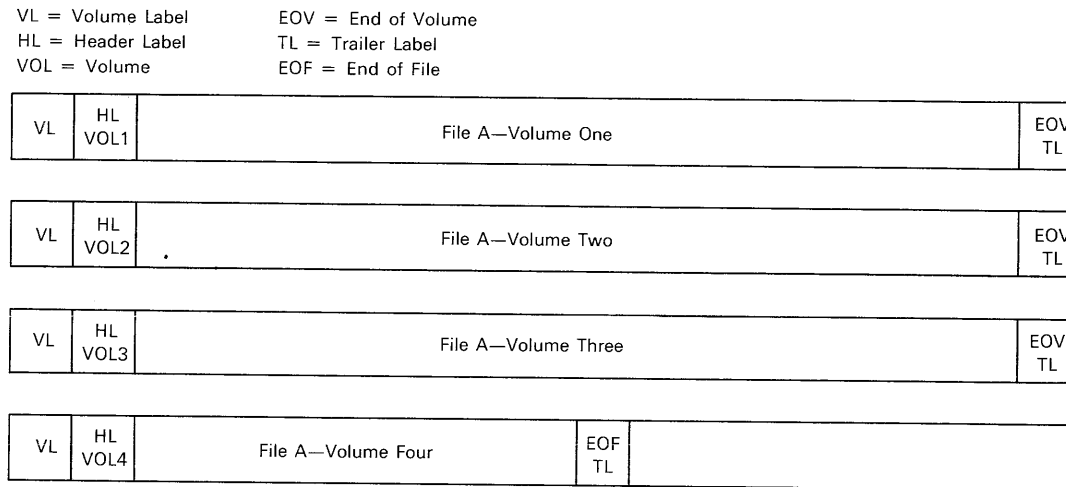 VL = Volume Label
HL = Header Label
VOL = Volume
EOV = End of Volume
TL = Trailer Label
EOF = End of File
VL
HL
VOL1
File A—Volume One
EOV
TL
VL
HL
VOL2
File A—Volume Two
EOV
TL
VL
HL
VOL3
File A—Volume Three
EOV
TL
VL
HL
VOL4
File A—Volume Four
EOF
TL